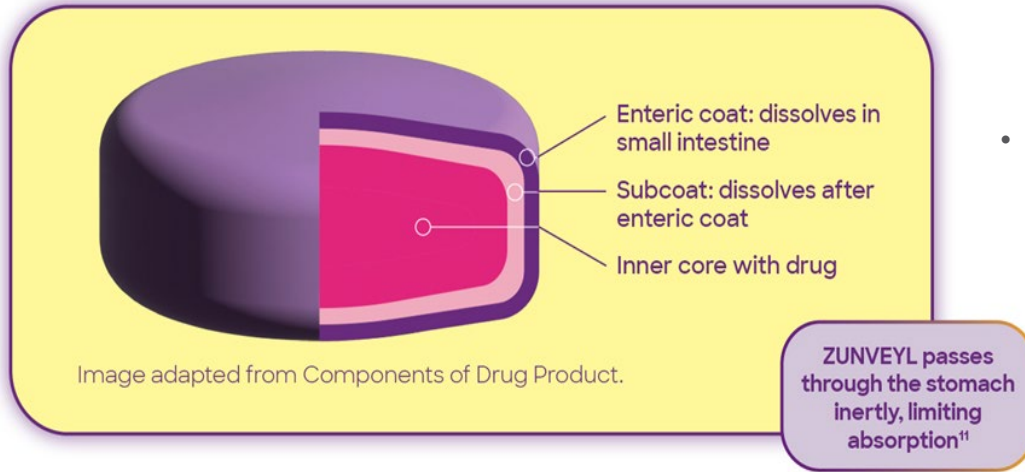 Enteric coat: dissolves in
small intestine
Subcoat: dissolves after
enteric coat
Inner core with drug
Image adapted from Components of Drug Product.
ZUNVEYL passes
through the stomach
inertly, limiting
absorption¹¹